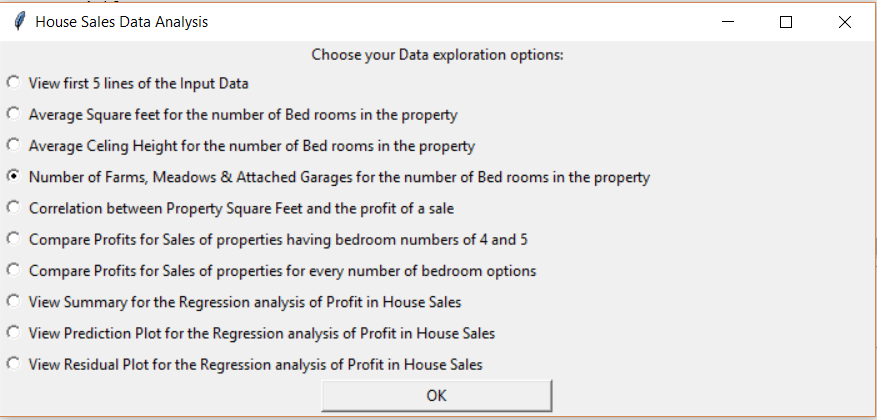 House Sales Data Analysis
Choose your Data exploration options:
View first 5 lines of the Input Data
Average Square feet for the number of Bed rooms in the property
Average Celing Height for the number of Bed rooms in the property
Number of Farms, Meadows & Attached Garages for the number of Bed rooms in the property
Correlation between Property Square Feet and the profit of a sale
Compare Profits for Sales of properties having bedroom numbers of 4 and 5
Compare Profits for Sales of properties for every number of bedroom options
View Summary for the Regression analysis of Profit in House Sales
View Prediction Plot for the Regression analysis of Profit in House Sales
View Residual Plot for the Regression analysis of Profit in House Sales
OK